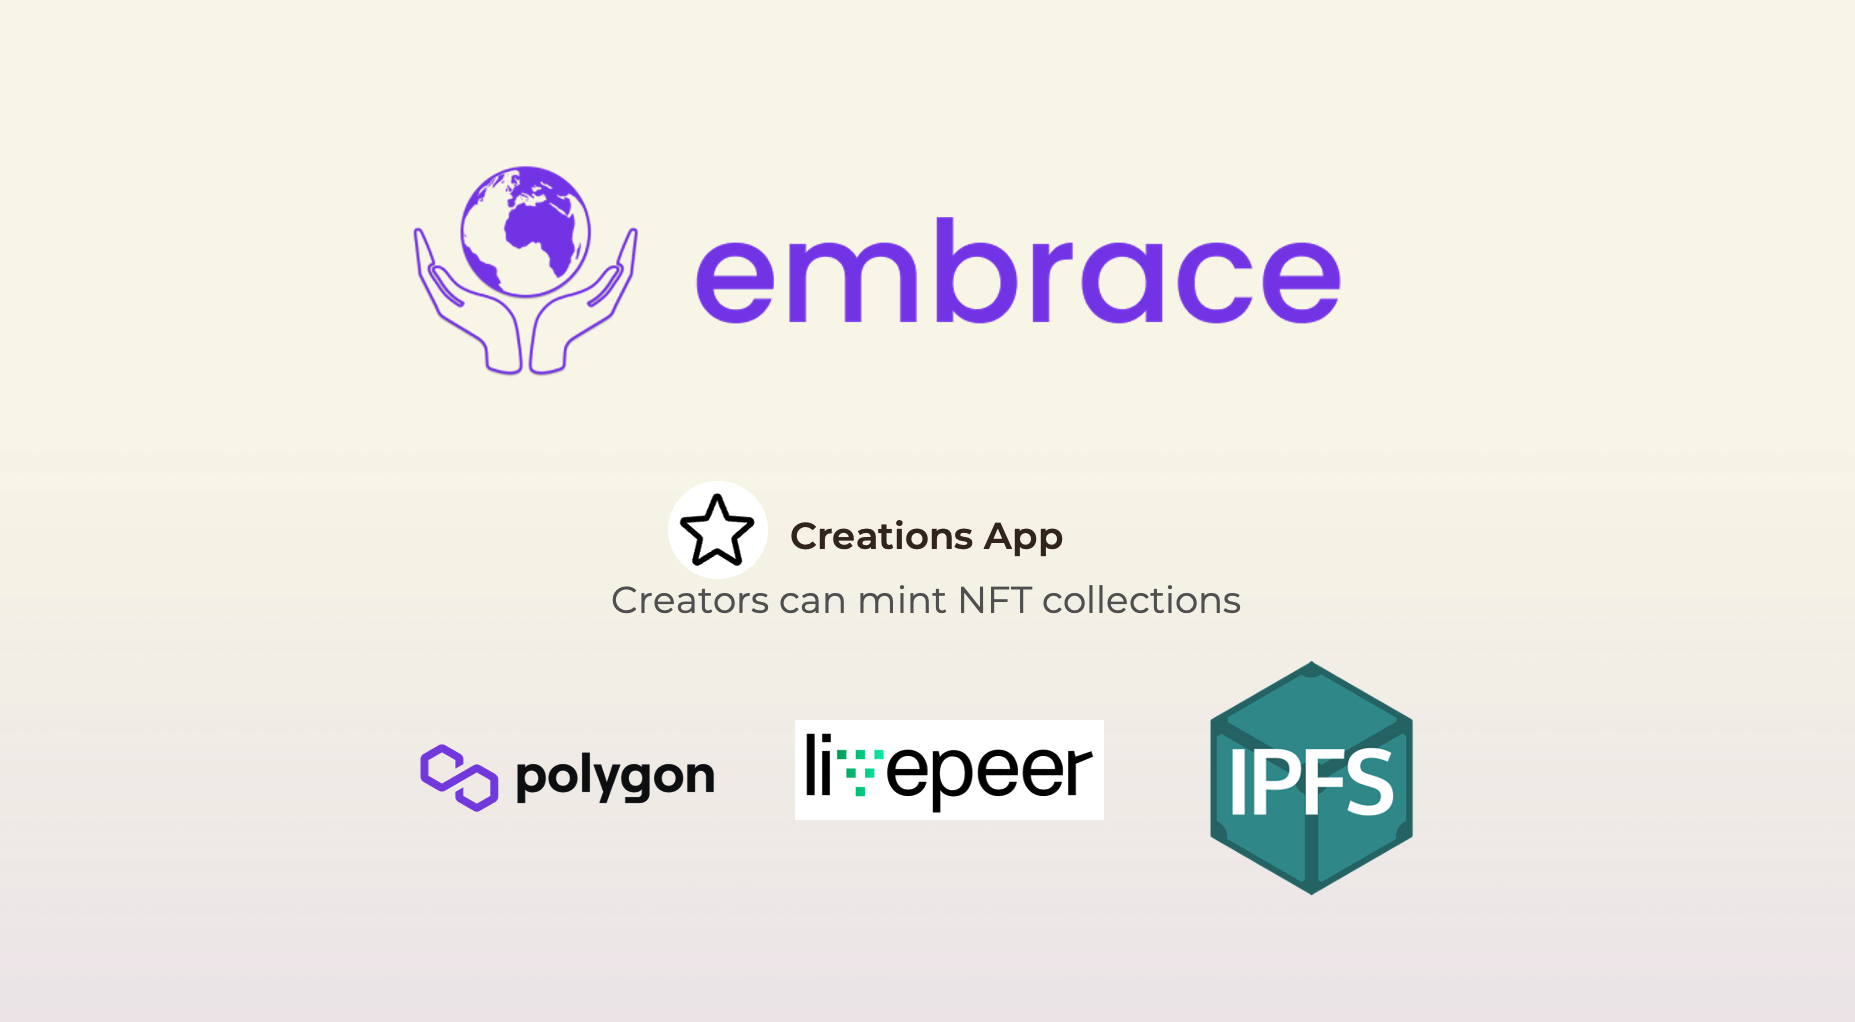 embrace
Creations App
Creators can mint NFT collections
polygon
livepeer
IPFS